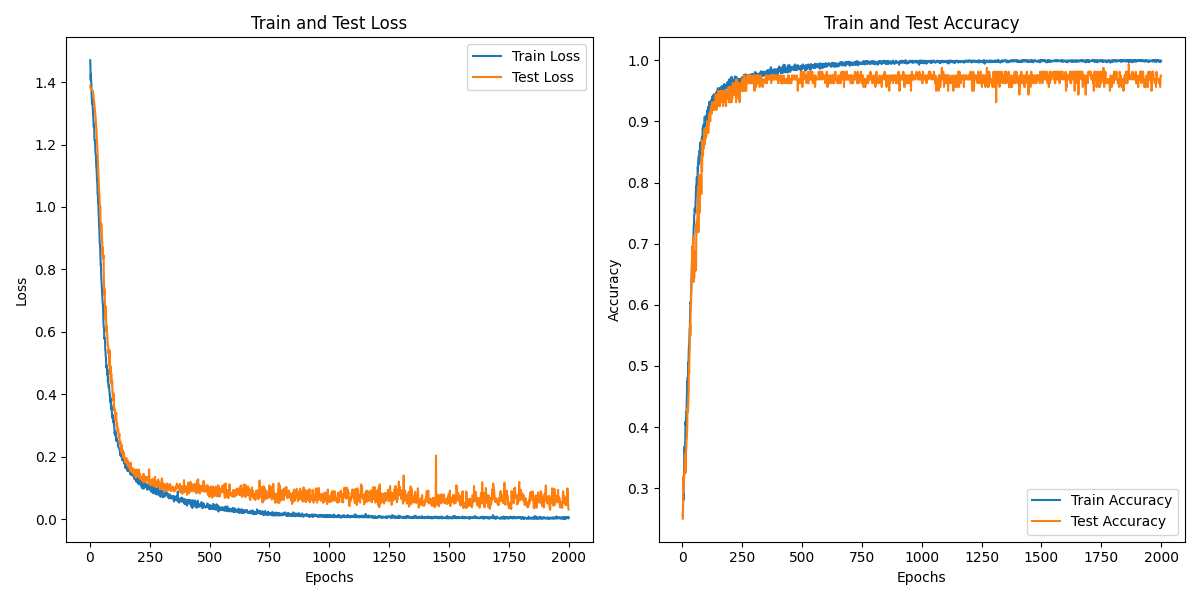 Train and Test Loss
Train Loss
Test Loss
1.4
1.2
1.0
0.8
0.6
0.4
0.2
0.0
Loss
0 250 500 750 1000 1250 1500 1750 2000
Epochs
Train and Test Accuracy
1.0
0.9
0.8
0.7
0.6
0.5
0.4
0.3
Accuracy
Train Accuracy
Test Accuracy
0 250 500 750 1000 1250 1500 1750 2000
Epochs